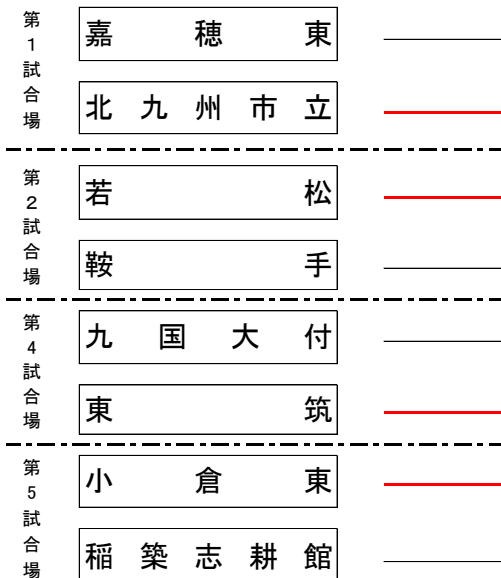 第1試合場
嘉穂東
北九州市立
第2試合場
若松
鞍手
第4試合場
九国大付
東筑
第5試合場
小倉東
稲築志耕館